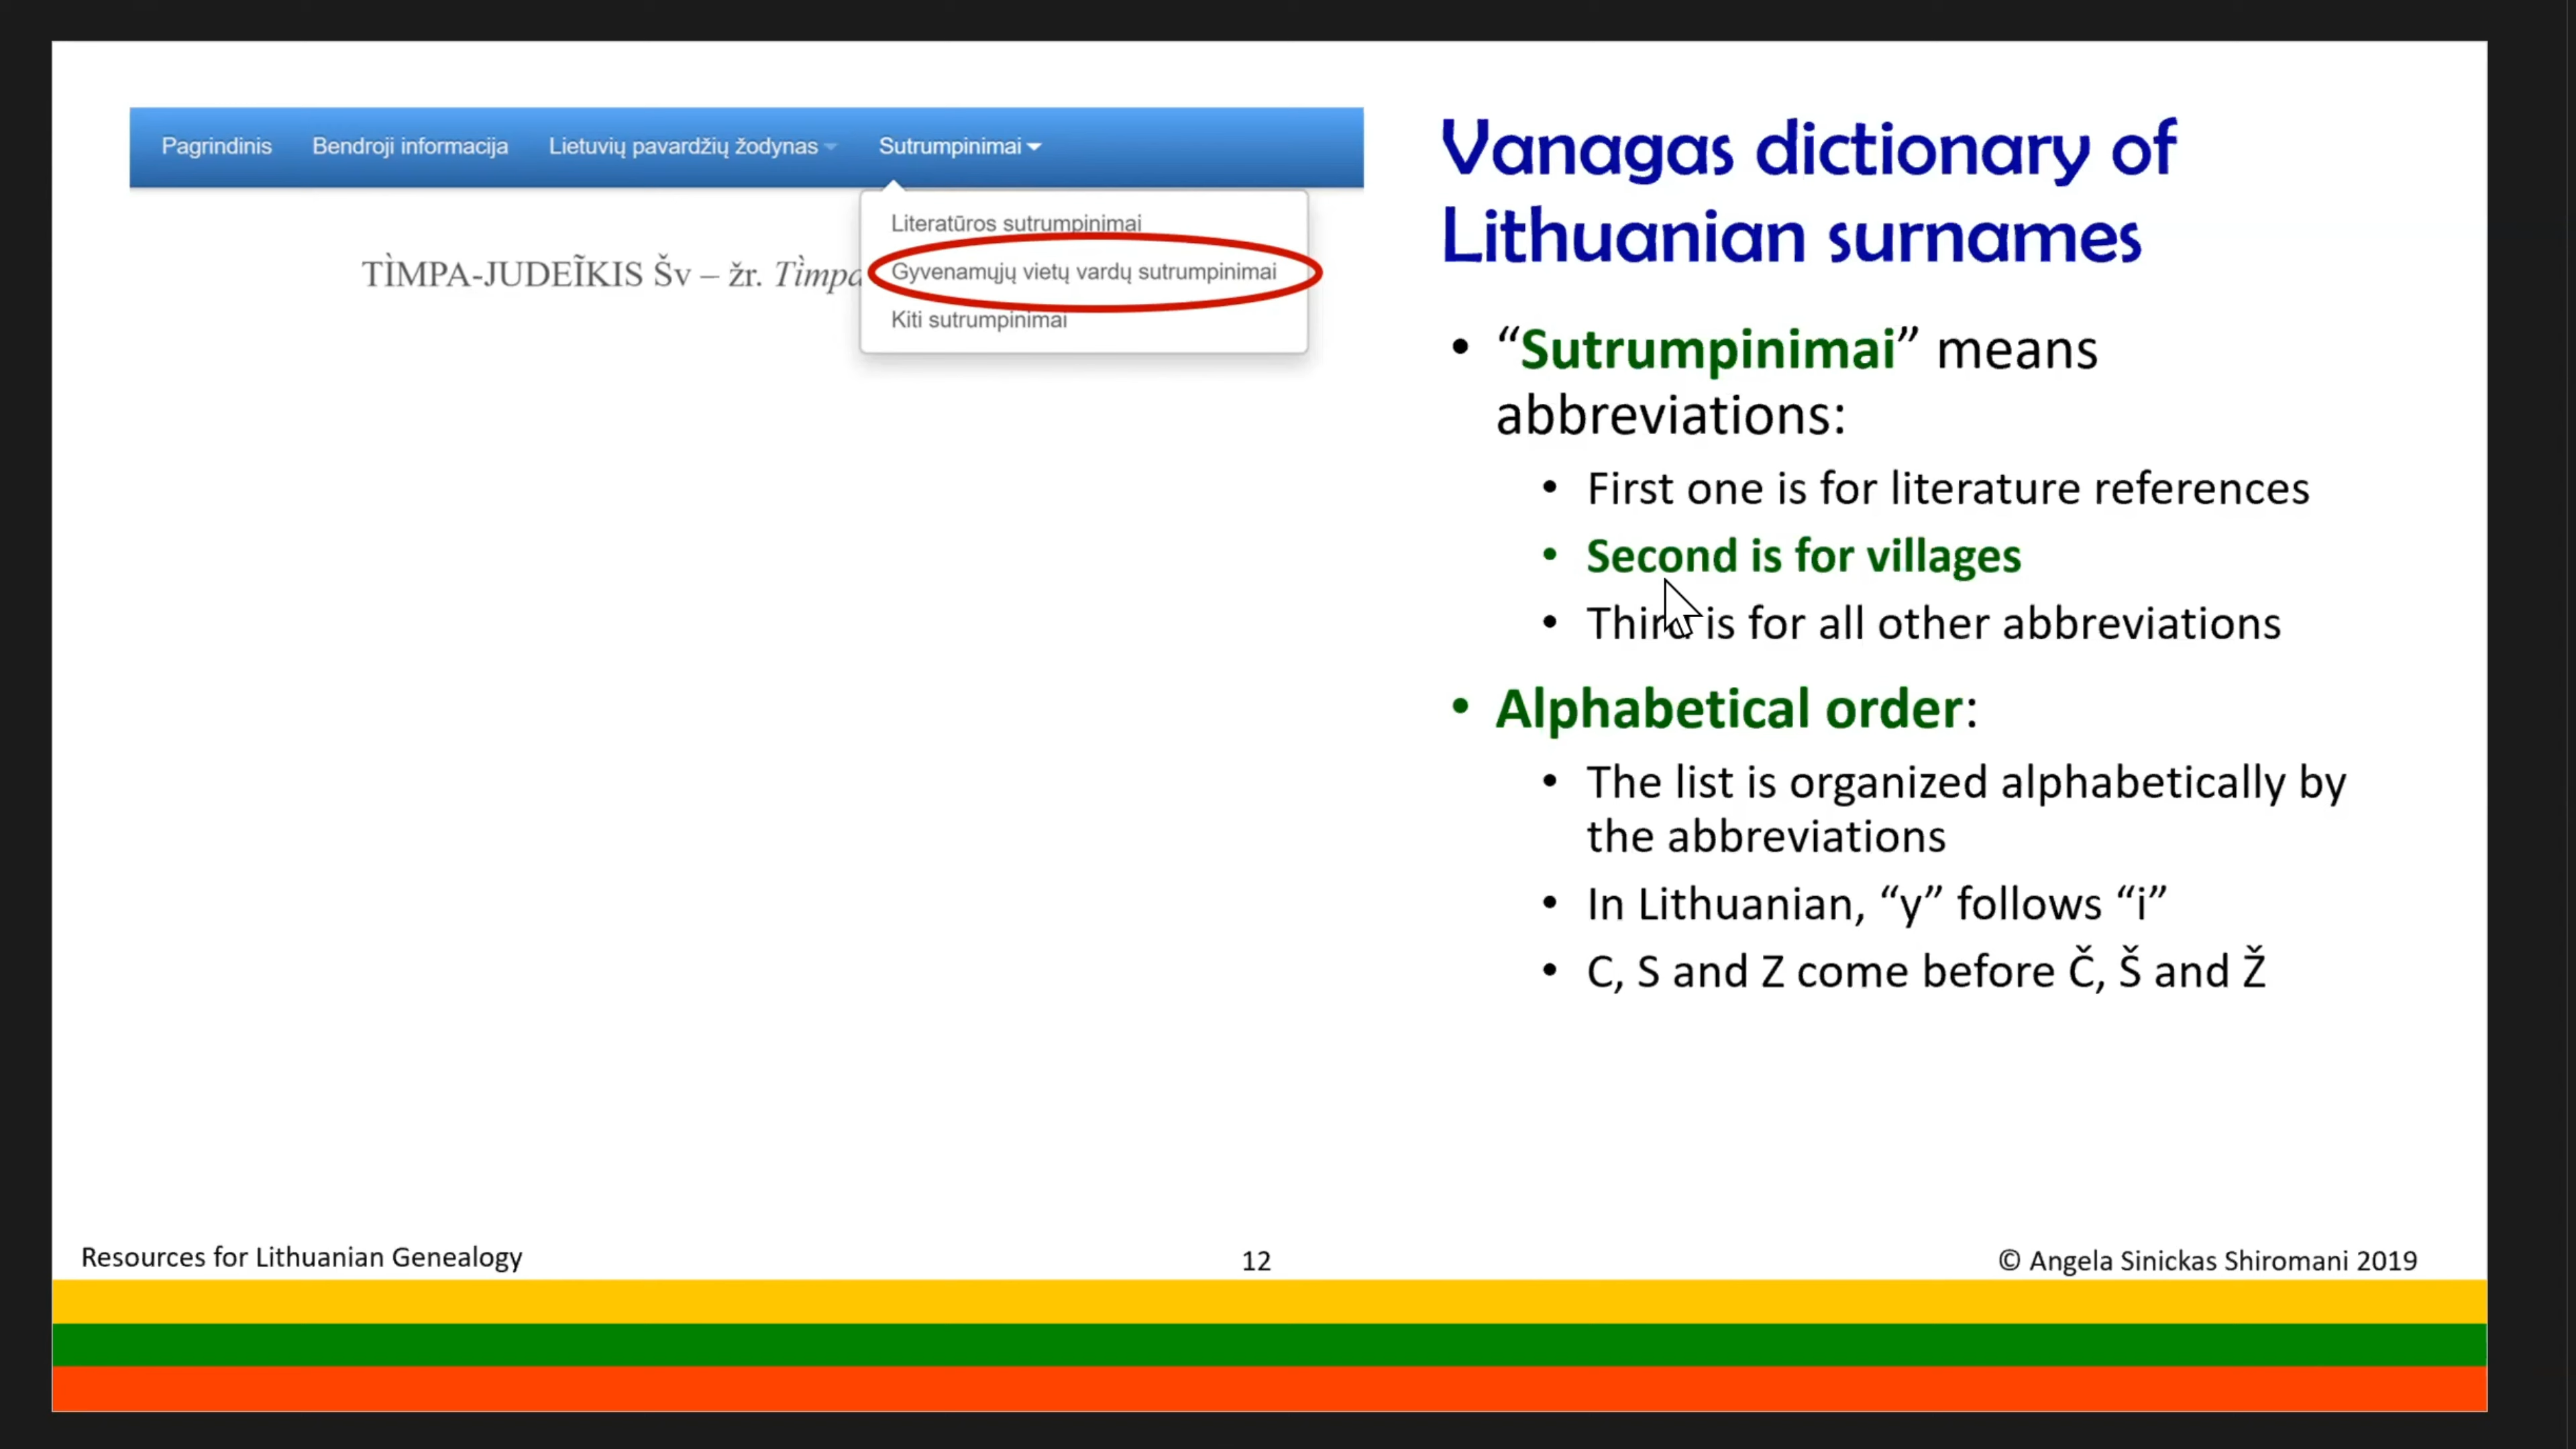 Pagrindinis Bendroji informacija Lietuvių pavardžių žodynas Sutrumpinimai
Literatūros sutrumpinimai
TÌMPA-JUDEĨKIS Šv – žr. Tìmpa
Gyvenamųjų vietų vardų sutrumpinimai
Kiti sutrumpinimai
Vanagas dictionary of
Lithuanian surnames
• “Sutrumpinimai” means
abbreviations:
• First one is for literature references
• Second is for villages
• Third is for all other abbreviations
• Alphabetical order:
• The list is organized alphabetically by
the abbreviations
• In Lithuanian, “y” follows “i”
• C, S and Z come before Č, Š and Ž
Resources for Lithuanian Genealogy
12
© Angela Sinickas Shiromani 2019